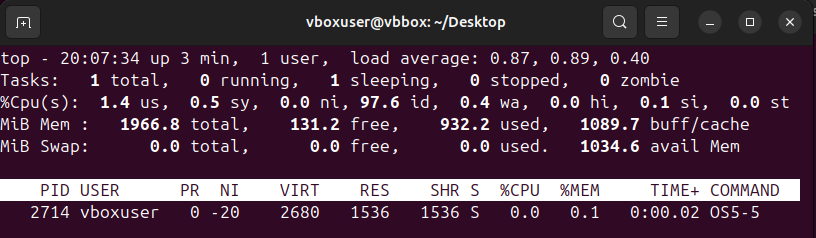 vboxuser@vbbox: ~/Desktop
top - 20:07:34 up 3 min,  1 user,  load average: 0.87, 0.89, 0.40
Tasks:   1 total,   0 running,   1 sleeping,   0 stopped,   0 zombie
%Cpu(s):  1.4 us,  0.5 sy,  0.0 ni, 97.6 id,  0.4 wa,  0.0 hi,  0.1 si,  0.0 st
MiB Mem :   1966.8 total,    131.2 free,    932.2 used,   1089.7 buff/cache
MiB Swap:      0.0 total,      0.0 free,      0.0 used.   1034.6 avail Mem
PID USER      PR  NI    VIRT    RES    SHR S  %CPU  %MEM     TIME+ COMMAND
2714 vboxuser   0 -20    2680   1536   1536 S   0.0   0.1   0:00.02 OS5-5